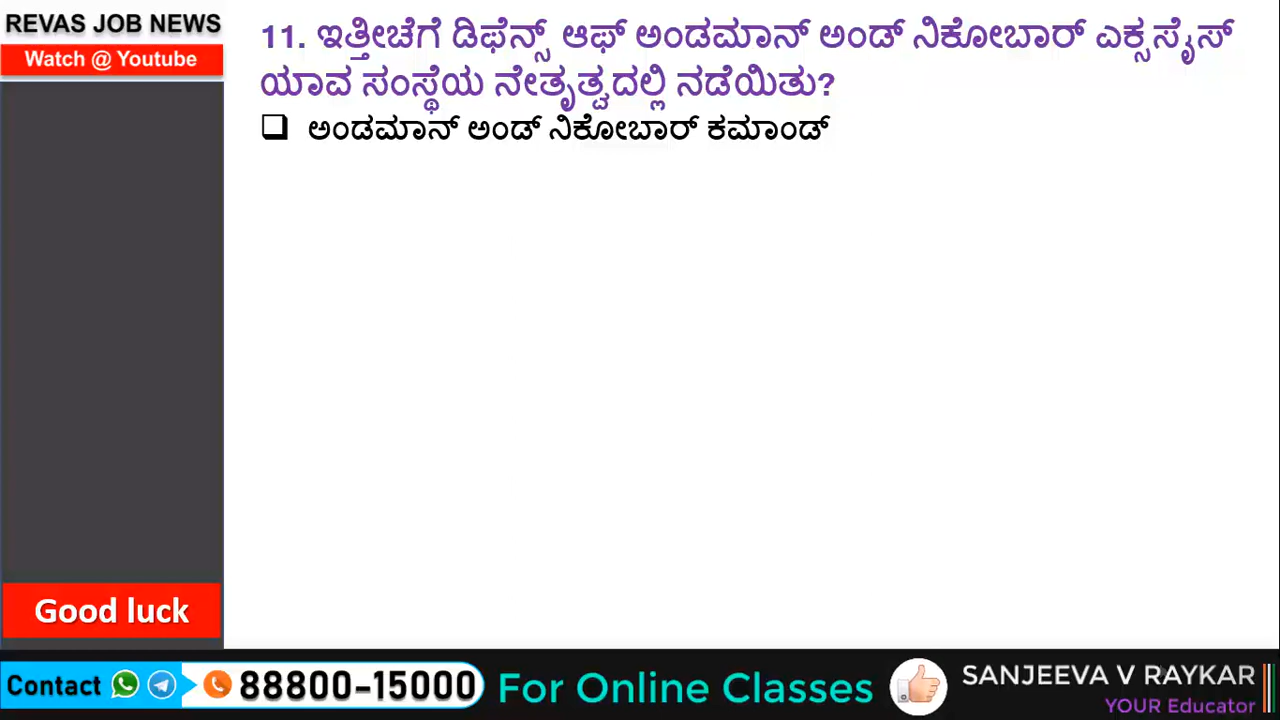 REVAS JOB NEWS
Watch @ Youtube
11. ಇತ್ತೀಚೆಗೆ ಡಿಫೆನ್ಸ್ ಆಫ್ ಅಂಡಮಾನ್ ಅಂಡ್ ನಿಕೋಬಾರ್ ಎಕ್ಸಸೈಸ್
ಯಾವ ಸಂಸ್ಥೆಯ ನೇತೃತ್ವದಲ್ಲಿ ನಡೆಯಿತು?
❑ ಅಂಡಮಾನ್ ಅಂಡ್ ನಿಕೋಬಾರ್ ಕಮಾಂಡ್
Good luck
Contact 88800-15000 For Online Classes
SANJEEVA V RAYKAR
YOUR Educator